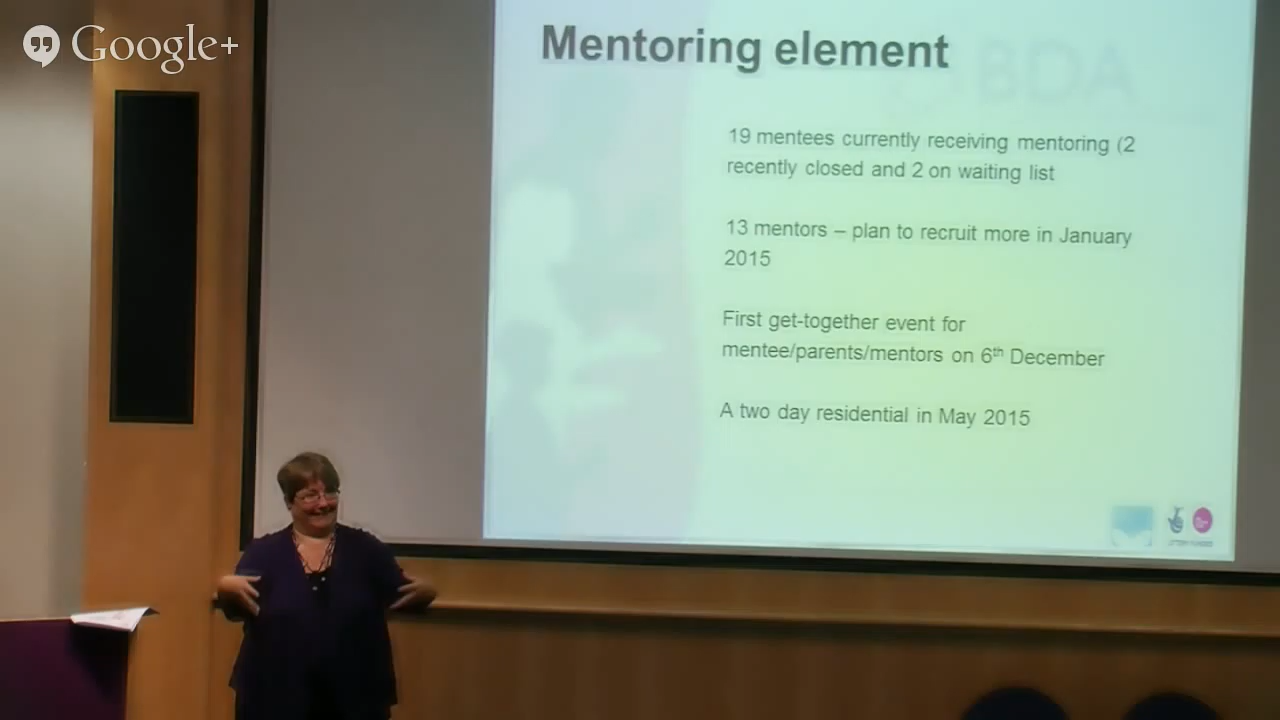 Google+
Mentoring element
BDA
19 mentees currently receiving mentoring (2
recently closed and 2 on waiting list
13 mentors – plan to recruit more in January
2015
First get-together event for
mentee/parents/mentors on 6th December
A two day residential in May 2015